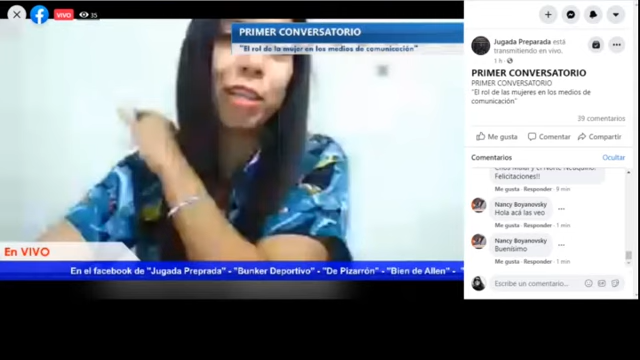 VIVO
35
PRIMER CONVERSATORIO
"El rol de la mujer en los medios de comunicación"
En VIVO
En el facebook de "Jugada Preprada" - "Bunker Deportivo" - "De Pizarrón" - "Bien de Allen" - "
Jugada Preparada está
transmitiendo en vivo.
1 h
PRIMER CONVERSATORIO
PRIMER CONVERSATORIO
"El rol de las mujeres en los medios de
comunicación"
39 comentarios
Me gusta
Comentar
Compartir
Comentarios
Ocultar
Felicitaciones!!
Me gusta · Responder · 9 min
Nancy Boyanovsky
Hola acá las veo
Me gusta · Responder · 1 min
Nancy Boyanovsky
Buenísimo
Me gusta · Responder · 1 min
Escribe un comentario...